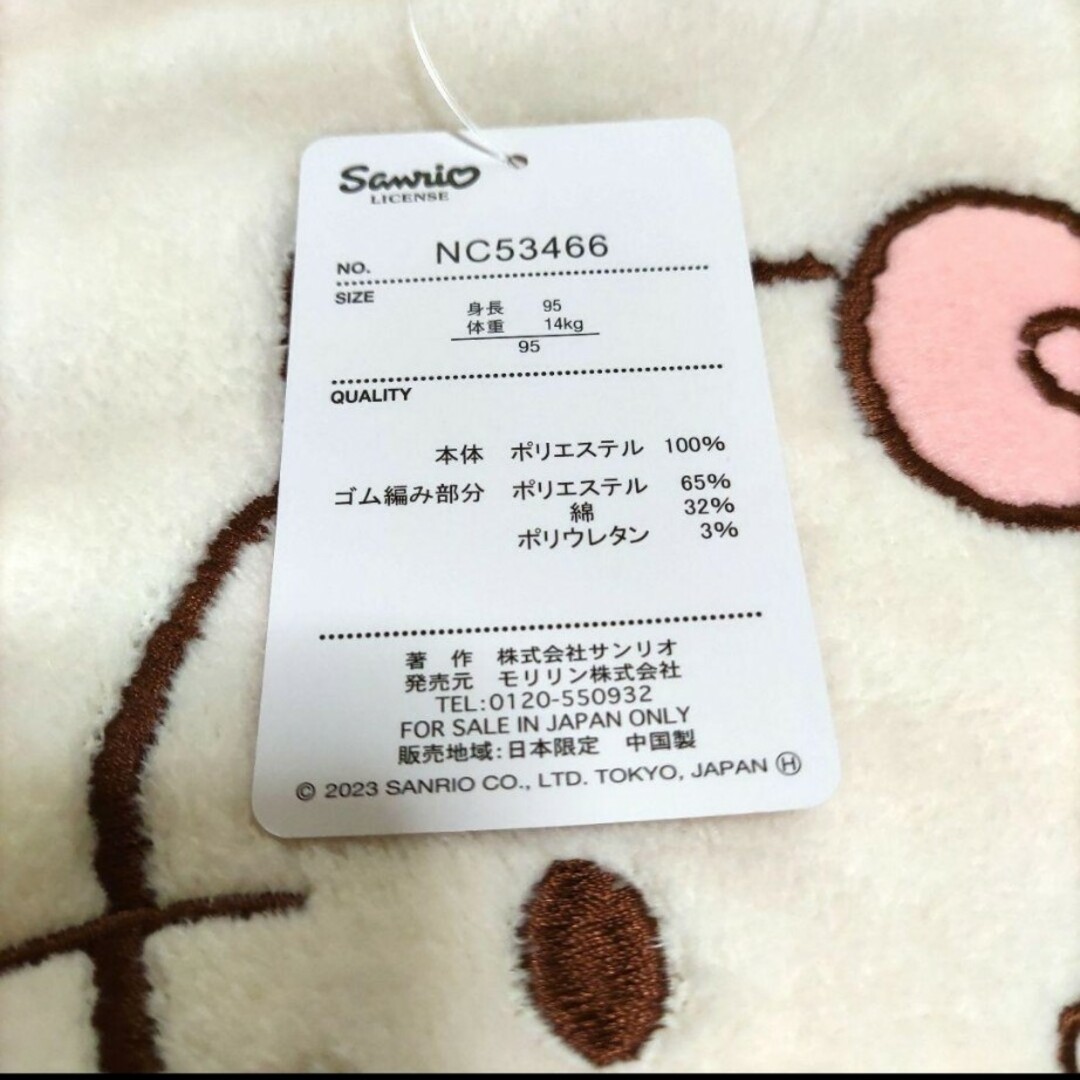 Sanrio
LICENSE
NO. NC53466
SIZE
身長 95
体重 14kg
95
QUALITY
本体 ポリエステル 100%
ゴム編み部分 ポリエステル 65%
綿 32%
ポリウレタン 3%
著 作 株式会社サンリオ
発売元 モリリン株式会社
TEL:0120-550932
FOR SALE IN JAPAN ONLY
販売地域:日本限定 中国製
© 2023 SANRIO CO., LTD. TOKYO, JAPAN Ⓗ